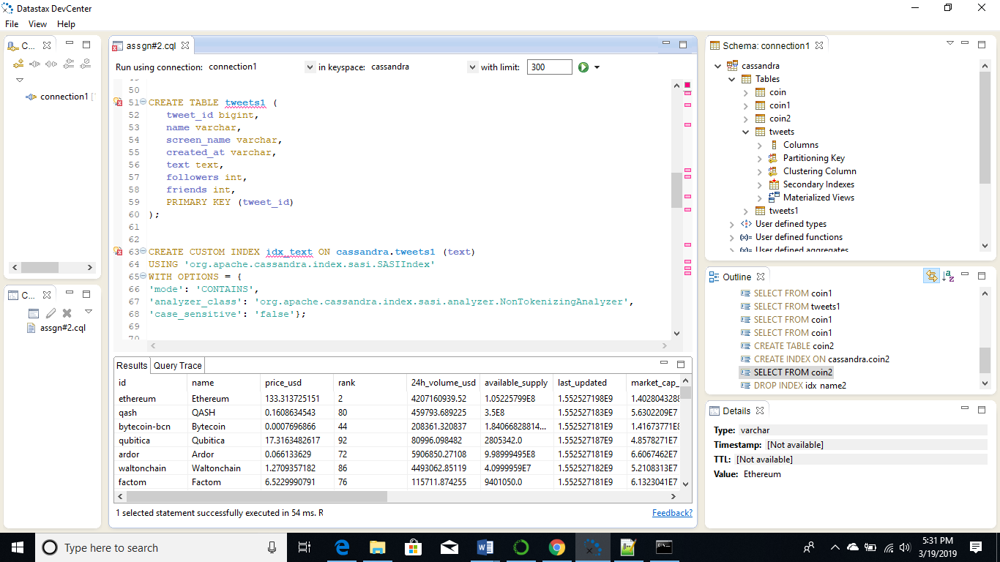 Datastax DevCenter
File View Help
C...
connection1 [
C...
assgn#2.cql
assgn#2.cql
Run using connection: connection1 in keyspace: cassandra with limit: 300
50
51 CREATE TABLE tweets1 (
52 tweet_id bigint,
53 name varchar,
54 screen_name varchar,
55 created_at varchar,
56 text text,
57 followers int,
58 friends int,
59 PRIMARY KEY (tweet_id)
60 );
61
62
63 CREATE CUSTOM INDEX idx_text ON cassandra.tweets1 (text)
64 USING 'org.apache.cassandra.index.sasi.SASIIndex'
65 WITH OPTIONS = {
66 'mode': 'CONTAINS',
67 'analyzer_class': 'org.apache.cassandra.index.sasi.analyzer.NonTokenizingAnalyzer',
68 'case_sensitive': 'false'};
69
70
Results Query Trace
id name price_usd rank 24h_volume_usd available_supply last_updated market_cap_
ethereum Ethereum 133.313725151 2 4207160939.52 1.05225799E8 1.552527198E9 1.4028043288
qash QASH 0.1608634543 80 459793.689225 3.5E8 1.552527183E9 5.6302209E7
bytecoin-bcn Bytecoin 0.0007696866 44 208361.320837 1.84066828814... 1.552527181E9 1.41673771E8
qubitica Qubitica 17.3163482617 92 80996.098482 2805342.0 1.552527187E9 4.8578271E7
ardor Ardor 0.066133629 72 5906850.27108 9.98999495E8 1.552527181E9 6.6067462E7
waltonchain Waltonchain 1.2709357182 86 4493062.85119 4.0999959E7 1.552527182E9 5.2108313E7
factom Factom 6.5229990791 76 115711.874255 9401050.0 1.552527181E9 6.1323041E7
1 selected statement successfully executed in 54 ms. R
Feedback?
Schema: connection1
cassandra
Tables
coin
coin1
coin2
tweets
Columns
Partitioning Key
Clustering Column
Secondary Indexes
Materialized Views
tweets1
User defined types
User defined functions
User defined aggregates
Outline
SELECT FROM coin1
SELECT FROM tweets1
SELECT FROM coin1
SELECT FROM coin1
CREATE TABLE coin2
CREATE INDEX ON cassandra.coin2
SELECT FROM coin2
DROP INDEX idx_name2
Details
Type: varchar
Timestamp: [Not available]
TTL: [Not available]
Value: Ethereum
Type here to search
5:31 PM
3/19/2019